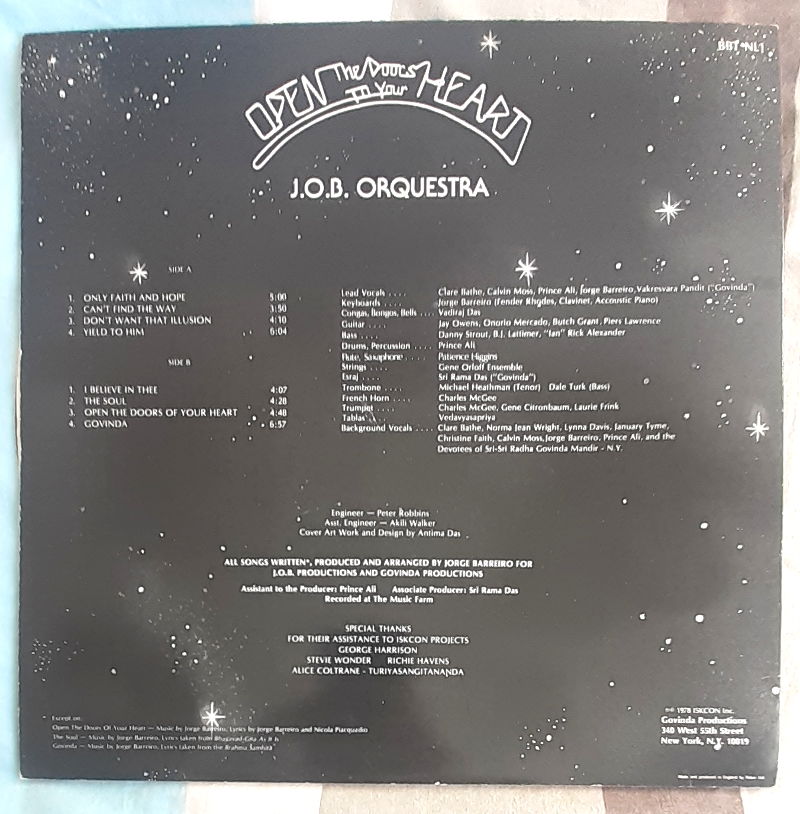 BBT-NL1
OPEN The Doors To Your HEART
J.O.B. ORQUESTRA
SIDE A
1. ONLY FAITH AND HOPE 5:00
2. CAN'T FIND THE WAY 3:50
3. DON'T WANT THAT ILLUSION 4:10
4. YIELD TO HIM 6:04
SIDE B
1. I BELIEVE IN THEE 4:07
2. THE SOUL 4:28
3. OPEN THE DOORS OF YOUR HEART 4:48
4. GOVINDA 6:57
Lead Vocals .... Clare Bathe, Calvin Moss, Prince Ali, Jorge Barreiro, Vakresvara Pandit ("Govinda")
Keyboards .... Jorge Barreiro (Fender Rhodes, Clavinet, Accoustic Piano)
Congas, Bongos, Bells .... Vadiraj Das
Guitar .... Jay Owens, Onorio Mercado, Butch Grant, Piers Lawrence
Bass .... Danny Strout, B.J. Lattimer, "Ian" Rick Alexander
Drums, Percussion .... Prince Ali
Flute, Saxaphone .... Patience Higgins
Strings .... Gene Orloff Ensemble
Esraj .... Sri Rama Das ("Govinda")
Trombone .... Michael Heathman (Tenor) Dale Turk (Bass)
French Horn .... Charles McGee
Trumpet .... Charles McGee, Gene Citronbaum, Laurie Frink
Tablas .... Vedavyasapriya
Background Vocals .... Clare Bathe, Norma Jean Wright, Lynna Davis, January Tyme,
Christine Faith, Calvin Moss, Jorge Barreiro, Prince Ali, and the
Devotees of Sri-Sri Radha Govinda Mandir - N.Y.
Engineer — Peter Robbins
Asst. Engineer — Akili Walker
Cover Art Work and Design by Antima Das
ALL SONGS WRITTEN*, PRODUCED AND ARRANGED BY JORGE BARREIRO FOR
J.O.B. PRODUCTIONS AND GOVINDA PRODUCTIONS
Assistant to the Producer: Prince Ali Associate Producer: Sri Rama Das
Recorded at The Music Farm
SPECIAL THANKS
FOR THEIR ASSISTANCE TO ISKCON PROJECTS
GEORGE HARRISON
STEVIE WONDER RICHIE HAVENS
ALICE COLTRANE - TURIYASANGITANANDA
Except on:
Open The Doors Of Your Heart — Music by Jorge Barreiro, Lyrics by Jorge Barreiro and Nicola Piacquadio
The Soul — Music by Jorge Barreiro, Lyrics taken from Bhagavad-Gita As It Is
Govinda — Music by Jorge Barreiro, Lyrics taken from the Brahma Samhita
1978 ISKCON Inc.
Govinda Productions
340 West 55th Street
New York, N.Y. 10019
Made and produced in England by